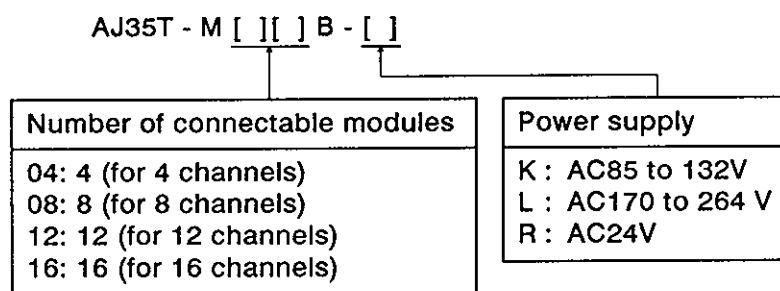 AJ35T - M [ ][ ] B - [ ]
Number of connectable modules
04: 4 (for 4 channels)
08: 8 (for 8 channels)
12: 12 (for 12 channels)
16: 16 (for 16 channels)
Power supply
K : AC85 to 132V
L : AC170 to 264 V
R : AC24V